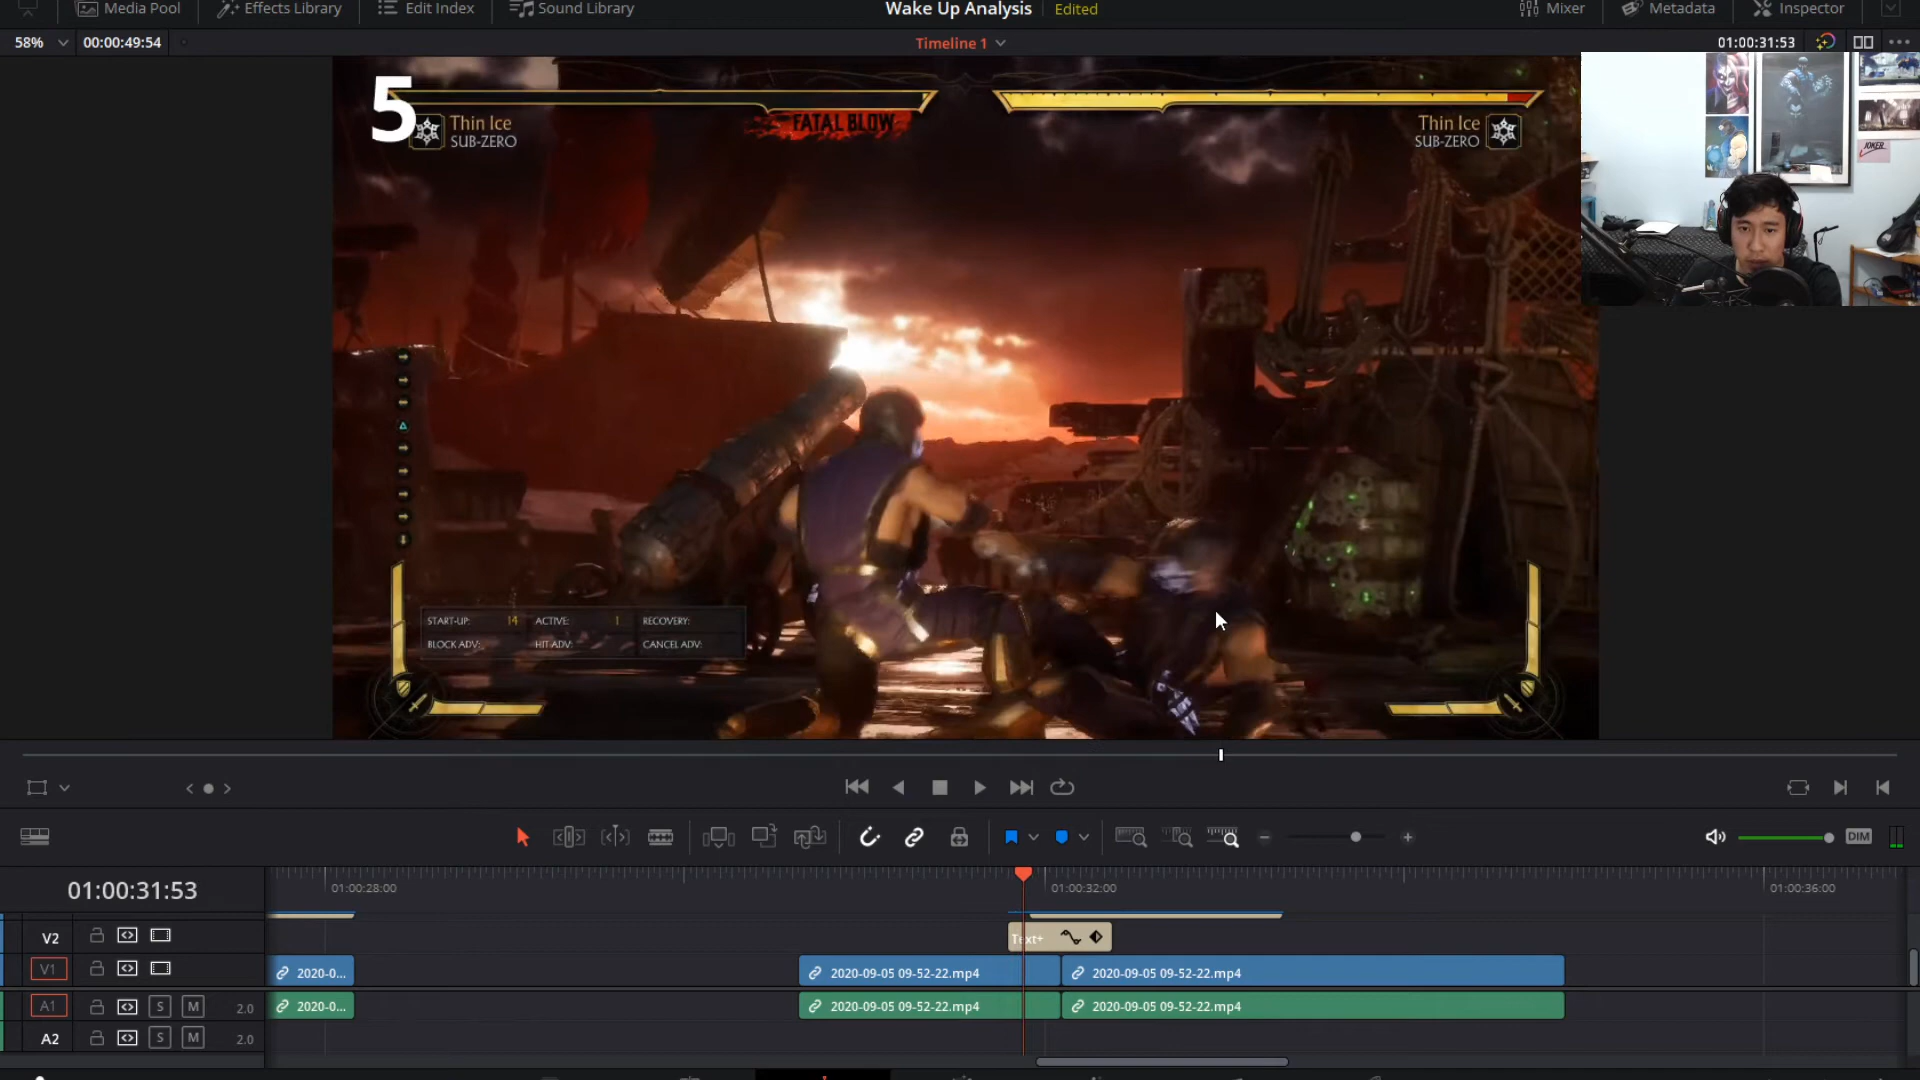 Media Pool
Effects Library
Edit Index
Sound Library
Wake Up Analysis
Edited
Mixer
Metadata
Inspector
58%
00:00:49:54
Timeline 1
01:00:31:53
5
Thin Ice
SUB-ZERO
FATAL BLOW
Thin Ice
SUB-ZERO
JOKER
START-UP: 14 ACTIVE: 1 RECOVERY:
BLOCK ADV: HIT ADV: CANCEL ADV:
DIM
01:00:31:53
01:00:28:00
01:00:32:00
01:00:36:00
V2
Text+
V1
2020-0...
2020-09-05 09-52-22.mp4
2020-09-05 09-52-22.mp4
A1
S M 2.0
2020-0...
2020-09-05 09-52-22.mp4
2020-09-05 09-52-22.mp4
A2
S M 2.0